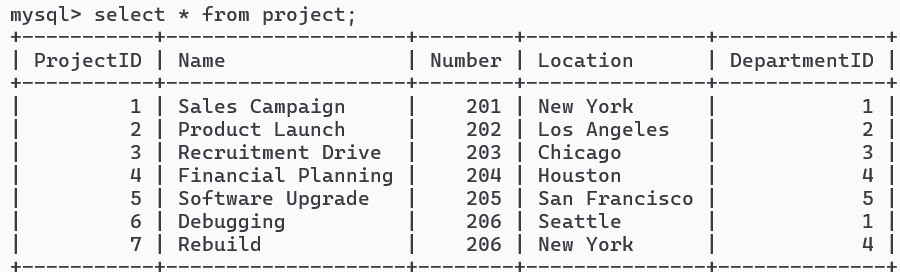 mysql> select * from project;
+-----------+--------------------+--------+---------------+--------------+
| ProjectID | Name               | Number | Location      | DepartmentID |
+-----------+--------------------+--------+---------------+--------------+
|         1 | Sales Campaign     |    201 | New York      |            1 |
|         2 | Product Launch     |    202 | Los Angeles   |            2 |
|         3 | Recruitment Drive  |    203 | Chicago       |            3 |
|         4 | Financial Planning |    204 | Houston       |            4 |
|         5 | Software Upgrade   |    205 | San Francisco |            5 |
|         6 | Debugging          |    206 | Seattle       |            1 |
|         7 | Rebuild            |    206 | New York      |            4 |
+-----------+--------------------+--------+---------------+--------------+